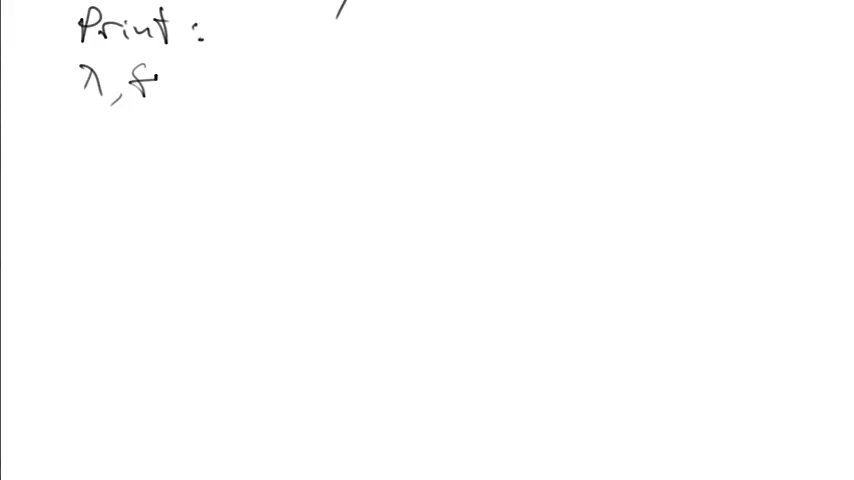 Print :
λ, f